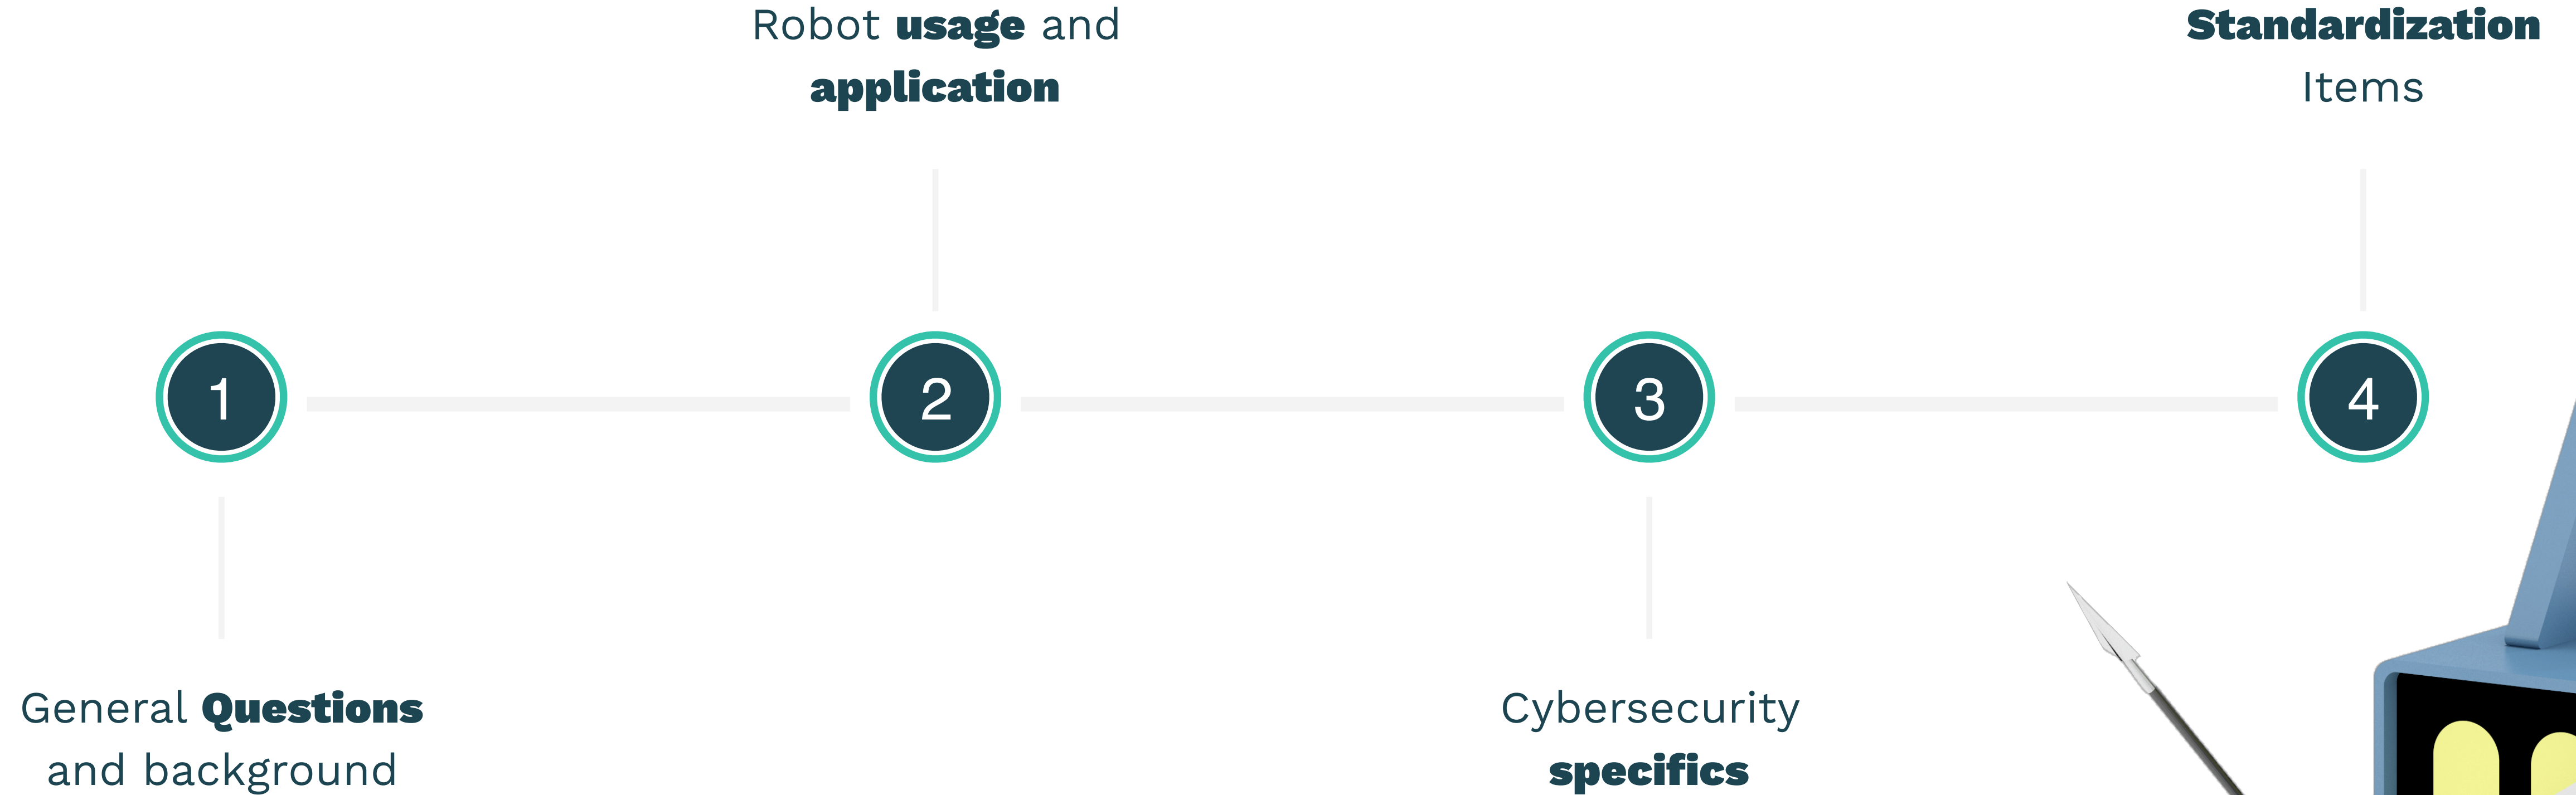 1
General Questions
and background
2
Robot usage and
application
3
Cybersecurity
specifics
4
Standardization
Items